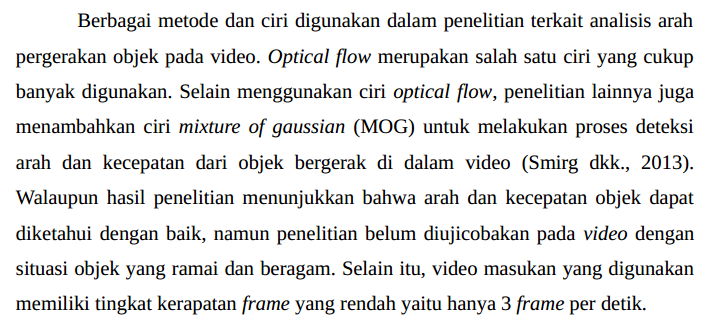 Berbagai metode dan ciri digunakan dalam penelitian terkait analisis arah
pergerakan objek pada video. Optical flow merupakan salah satu ciri yang cukup
banyak digunakan. Selain menggunakan ciri optical flow, penelitian lainnya juga
menambahkan ciri mixture of gaussian (MOG) untuk melakukan proses deteksi
arah dan kecepatan dari objek bergerak di dalam video (Smirg dkk., 2013).
Walaupun hasil penelitian menunjukkan bahwa arah dan kecepatan objek dapat
diketahui dengan baik, namun penelitian belum diujicobakan pada video dengan
situasi objek yang ramai dan beragam. Selain itu, video masukan yang digunakan
memiliki tingkat kerapatan frame yang rendah yaitu hanya 3 frame per detik.